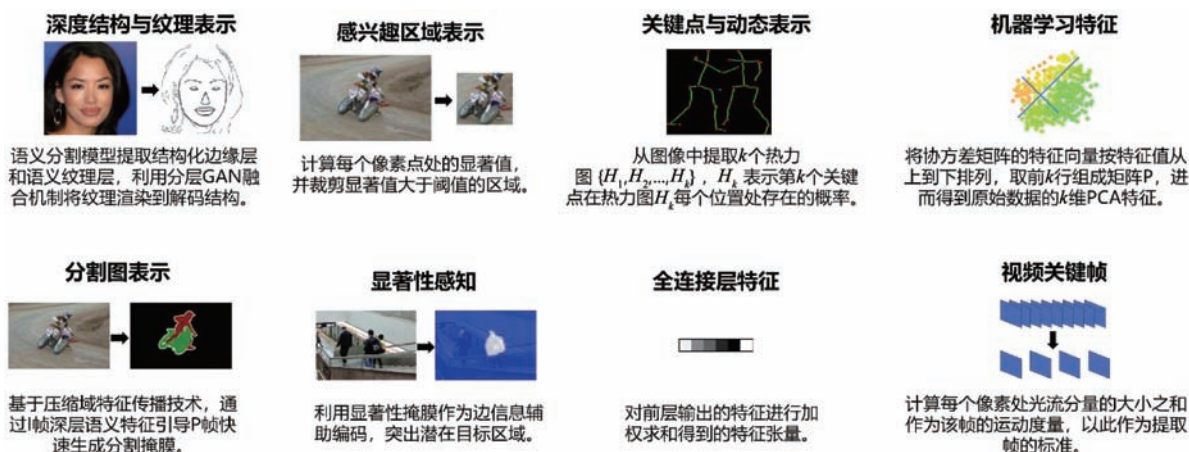 深度结构与纹理表示
语义分割模型提取结构化边缘层
和语义纹理层，利用分层GAN融
合机制将纹理渲染到解码结构。
感兴趣区域表示
计算每个像素点处的显著值，
并裁剪显著值大于阈值的区域。
关键点与动态表示
从图像中提取k个热力
图{H₁,H₂,...,Hₖ}，Hₖ 表示第k个关键
点在热力图Hₖ每个位置处存在的概率。
机器学习特征
将协方差矩阵的特征向量按特征值从
上到下排列，取前k行组成矩阵P，进
而得到原始数据的k维PCA特征。
分割图表示
基于压缩域特征传播技术，通
过I帧深层语义特征引导P帧快
速生成分割掩膜。
显著性感知
利用显著性掩膜作为边信息辅
助编码，突出潜在目标区域。
全连接层特征
对前层输出的特征进行加
权求和得到的特征张量。
视频关键帧
计算每个像素处光流分量的大小之和
作为该帧的运动度量，以此作为提取
帧的标准。